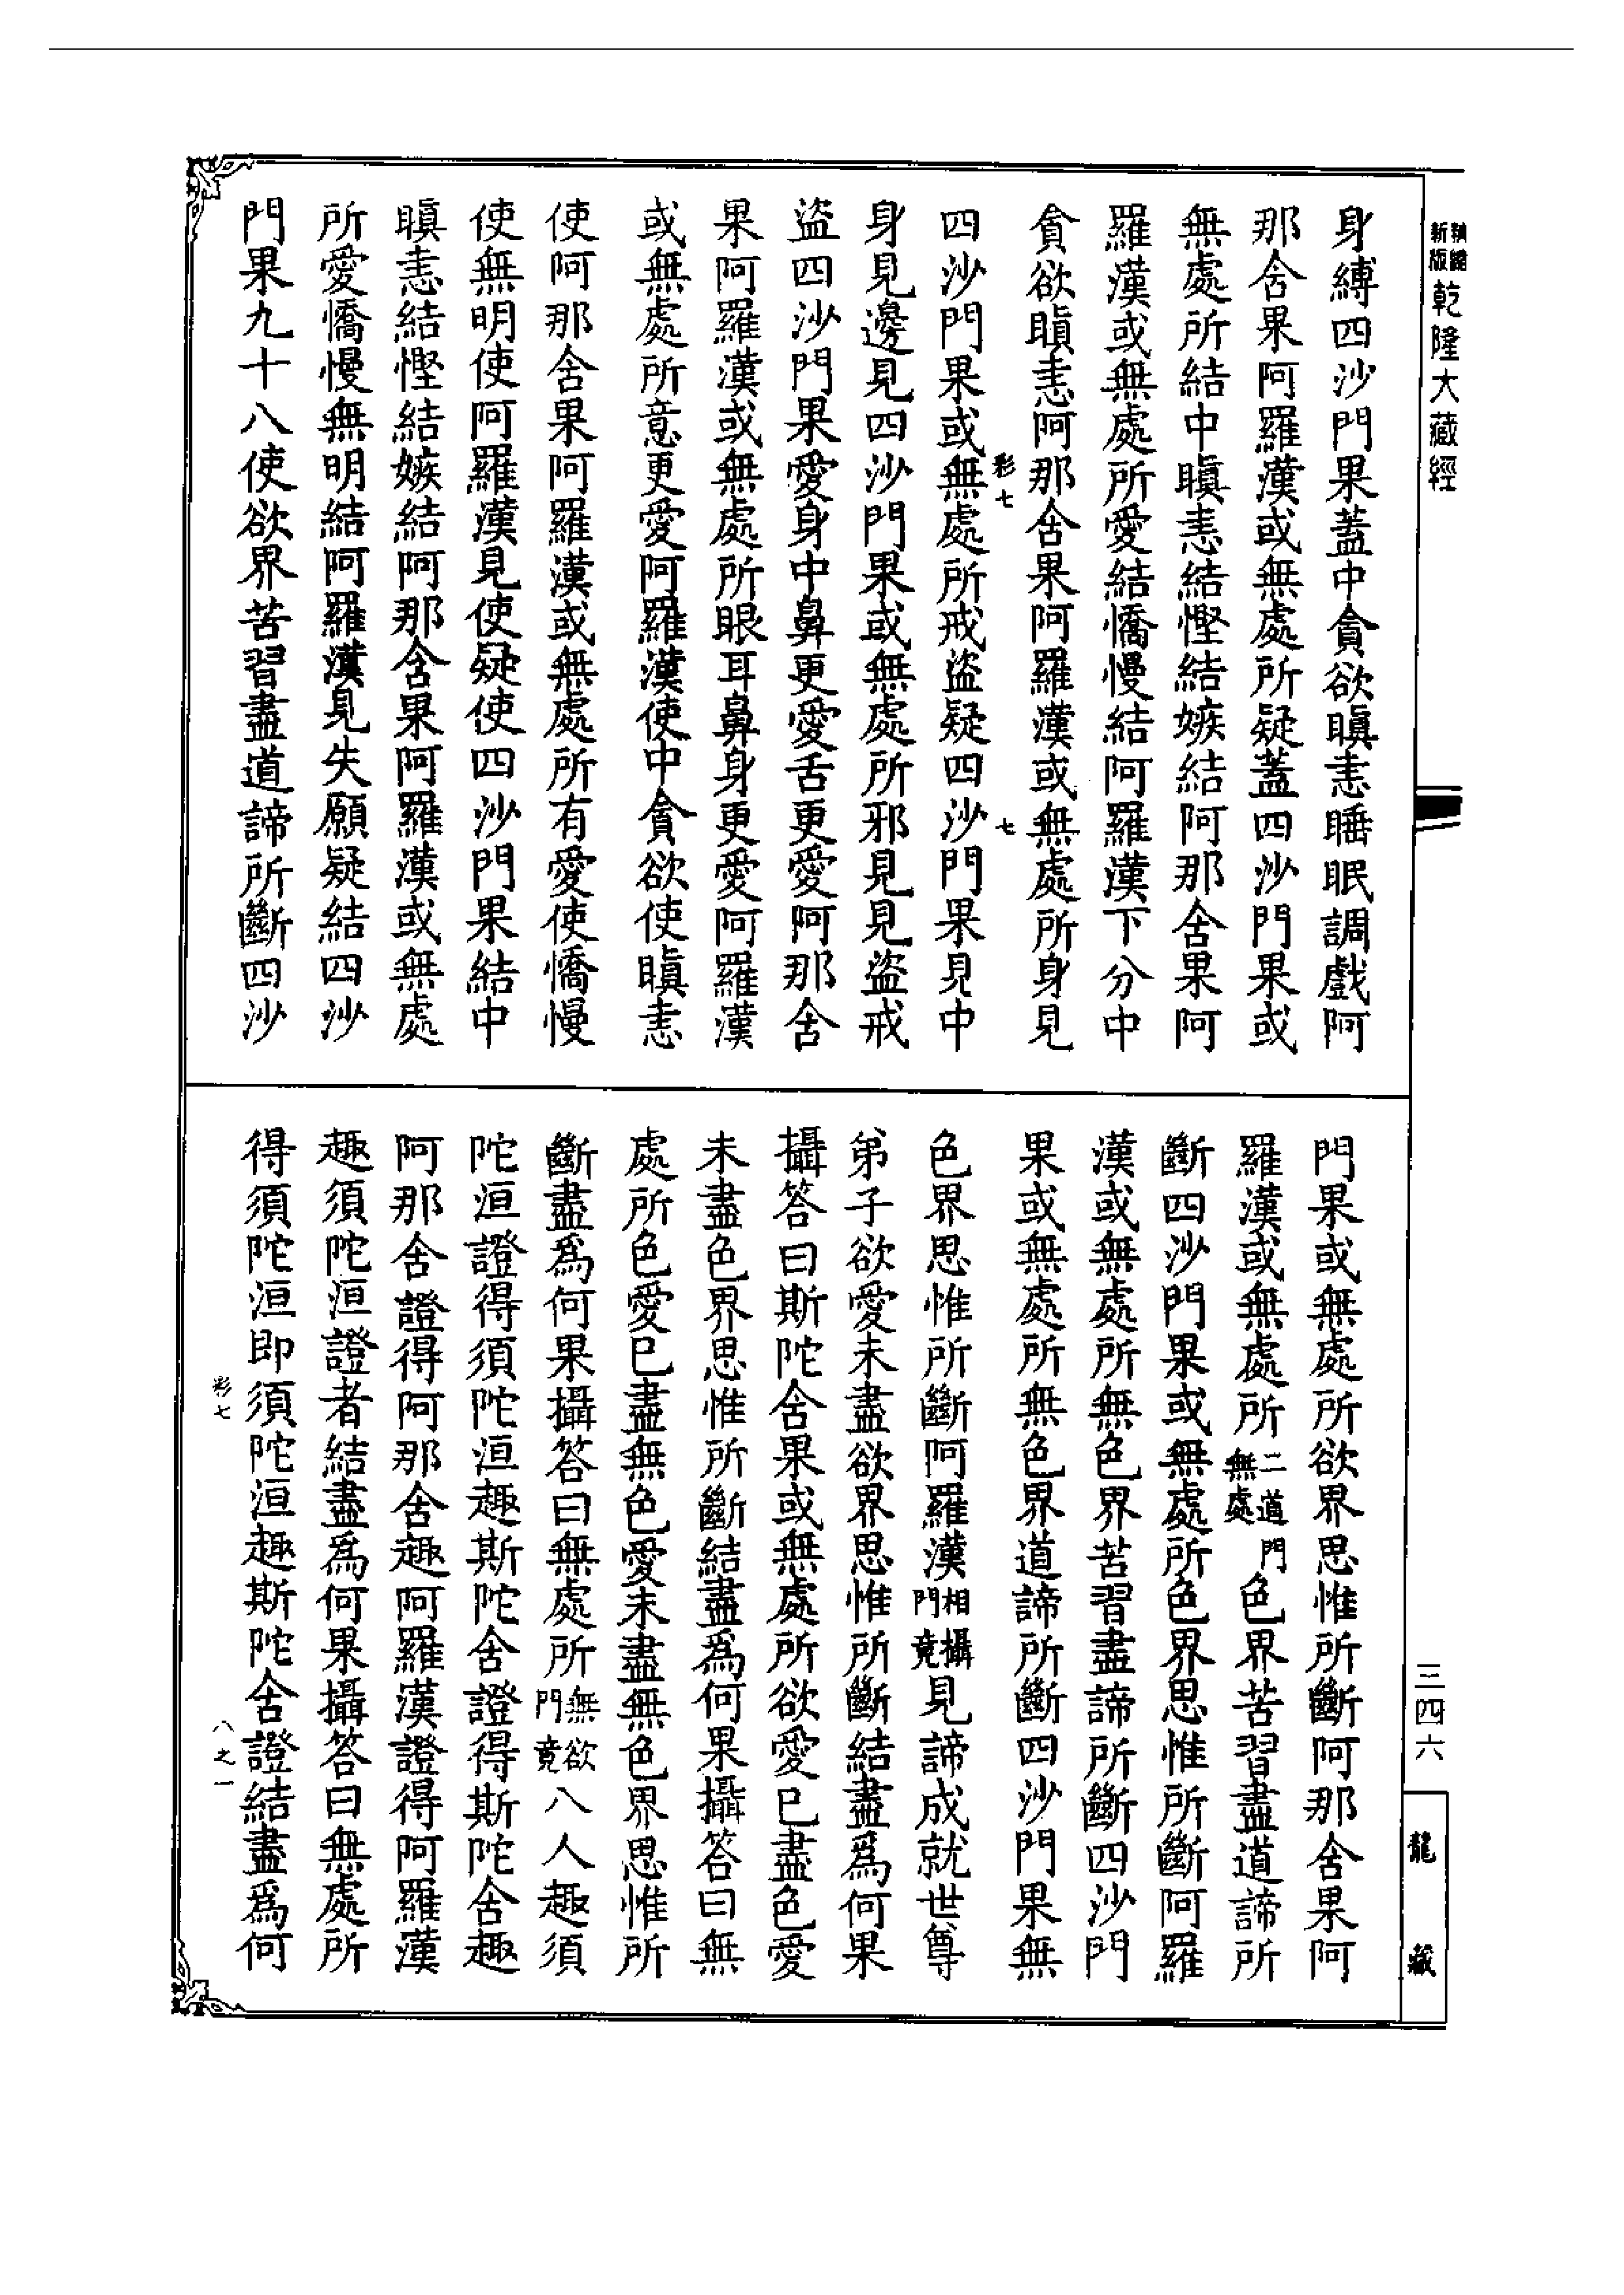 新版
乾隆大藏經
身縛四沙門果蓋中貪欲瞋恚睡眠調戲阿
那含果阿羅漢或無處所疑蓋四沙門果或
無處所結中瞋恚結慳結嫉結阿那含果阿
羅漢或無處所愛結憍慢結阿羅漢下分中
貪欲瞋恚阿那含果阿羅漢或無處所身見
彩七
七
四沙門果或無處所戒盜疑四沙門果見中
身見邊見四沙門果或無處所邪見見盜戒
盜四沙門果愛身中鼻更愛舌更愛阿那含
果阿羅漢或無處所眼耳鼻身更愛阿羅漢
或無處所意更愛阿羅漢使中貪欲使瞋恚
使阿那含果阿羅漢或無處所有愛使憍慢
使無明使阿羅漢見使疑使四沙門果結中
瞋恚結慳結嫉結阿那含果阿羅漢或無處
所愛憍慢無明結阿羅漢見失願疑結四沙
門果九十八使欲界苦習盡道諦所斷四沙
三四六
龍藏
門果或無處所欲界思惟所斷阿那含果阿
羅漢或無處所二道門無處色界苦習盡道諦所
斷四沙門果或無處所色界思惟所斷阿羅
漢或無處所無色界苦習盡諦所斷四沙門
果或無處所無色界道諦所斷四沙門果無
色界思惟所斷阿羅漢相攝門竟見諦成就世尊
弟子欲愛未盡欲界思惟所斷結盡為何果
攝答曰斯陀含果或無處所欲愛已盡色愛
未盡色界思惟所斷結盡為何果攝答曰無
處所色愛已盡無色愛未盡無色界思惟所
斷盡為何果攝答曰無處所無欲門竟八人趣須
陀洹證得須陀洹趣斯陀含證得斯陀含趣
阿那含證得阿那含趣阿羅漢證得阿羅漢
趣須陀洹證者結盡為何果攝答曰無處所
得須陀洹即須陀洹趣斯陀含證結盡為何
彩七
八之一